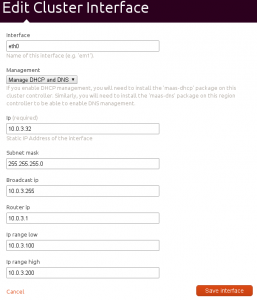 Edit Cluster Interface
Interface
eth0
Name of this interface (e.g. 'em1').
Management
Manage DHCP and DNS
If you enable DHCP management, you will need to install the 'maas-dhcp' package on this
cluster controller. Similarly, you will need to install the 'maas-dns' package on this region
controller to be able to enable DNS management.
Ip (required)
10.0.3.32
Static IP Address of the interface
Subnet mask
255.255.255.0
Broadcast ip
10.0.3.255
Router ip
10.0.3.1
Ip range low
10.0.3.100
Ip range high
10.0.3.200
Cancel
Save interface